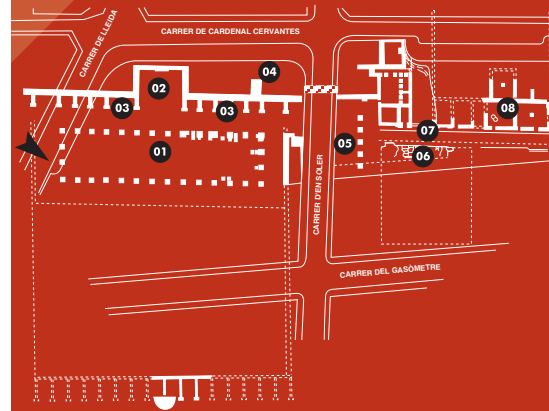 CARRER DE LLEIDA
CARRER DE CARDENAL CERVANTES
04
02
03
03
08
8
07
01
05
06
CARRER D'EN SOLER
CARRER DEL GASÒMETRE